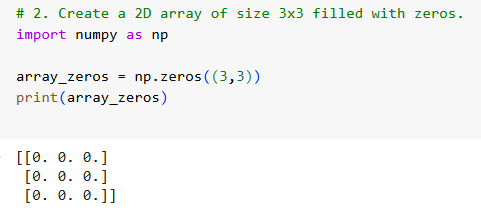 # 2. Create a 2D array of size 3x3 filled with zeros.
import numpy as np
array_zeros = np.zeros((3,3))
print(array_zeros)
[[0. 0. 0.]
 [0. 0. 0.]
 [0. 0. 0.]]